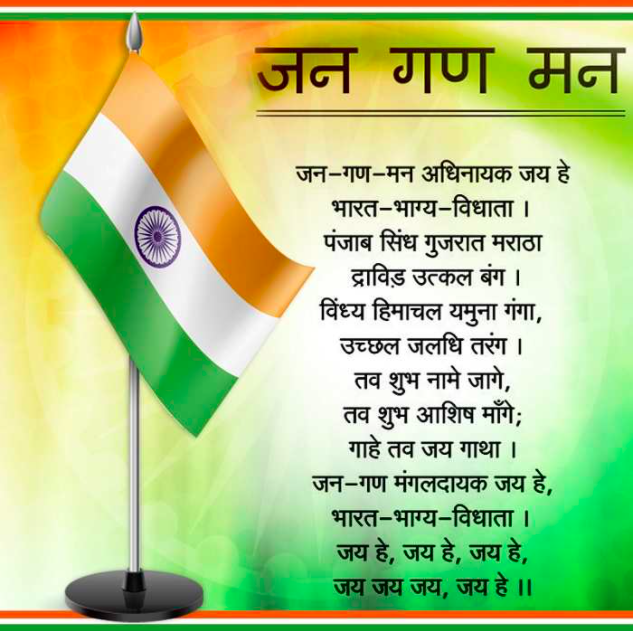 जन गण मन
जन-गण-मन अधिनायक जय हे
भारत-भाग्य-विधाता ।
पंजाब सिंध गुजरात मराठा
द्राविड़ उत्कल बंग ।
विंध्य हिमाचल यमुना गंगा,
उच्छल जलधि तरंग ।
तव शुभ नामे जागे,
तव शुभ आशिष माँगे;
गाहे तव जय गाथा ।
जन-गण मंगलदायक जय हे,
भारत-भाग्य-विधाता ।
जय हे, जय हे, जय हे,
जय जय जय, जय हे ।।